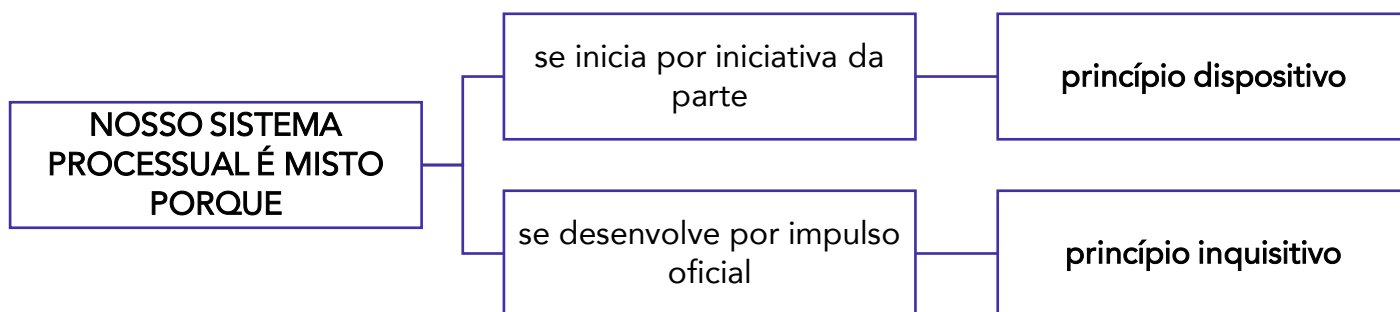 NOSSO SISTEMA
PROCESSUAL É MISTO
PORQUE
se inicia por iniciativa da
parte
princípio dispositivo
se desenvolve por impulso
oficial
princípio inquisitivo